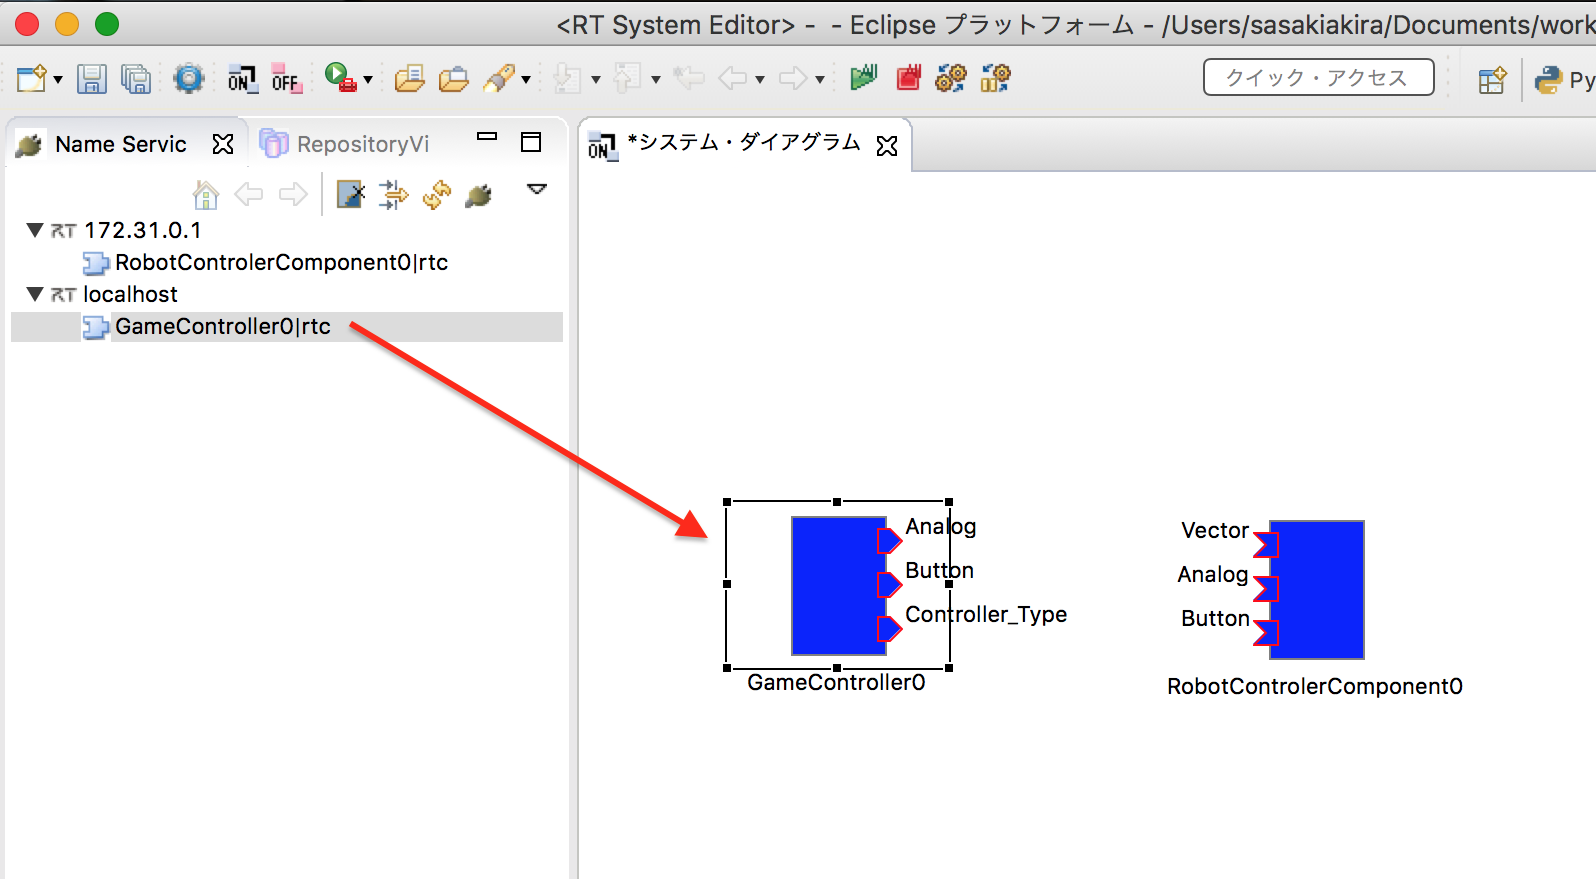 <RT System Editor> -  - Eclipse プラットフォーム - /Users/sasakiakira/Documents/work
ON OFF クイック・アクセス Py
Name Servic RepositoryVi ON *システム・ダイアグラム
RT 172.31.0.1
RobotControlerComponent0|rtc
RT localhost
GameController0|rtc
Analog
Button
Controller_Type
GameController0
Vector
Analog
Button
RobotControlerComponent0